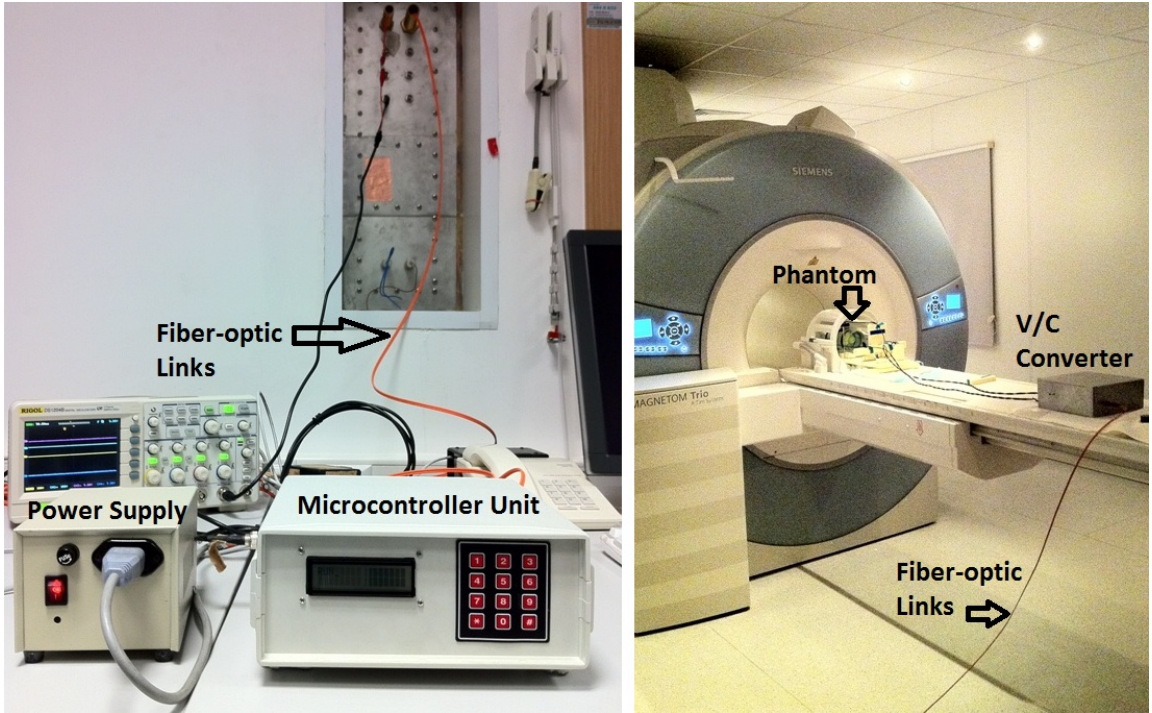 Fiber-optic
Links
RIGOL
Power Supply
Microcontroller Unit
1 2 3
4 5 6
7 8 9
* 0 #
SIEMENS
Phantom
V/C
Converter
MAGNETOM Trio
Fiber-optic
Links